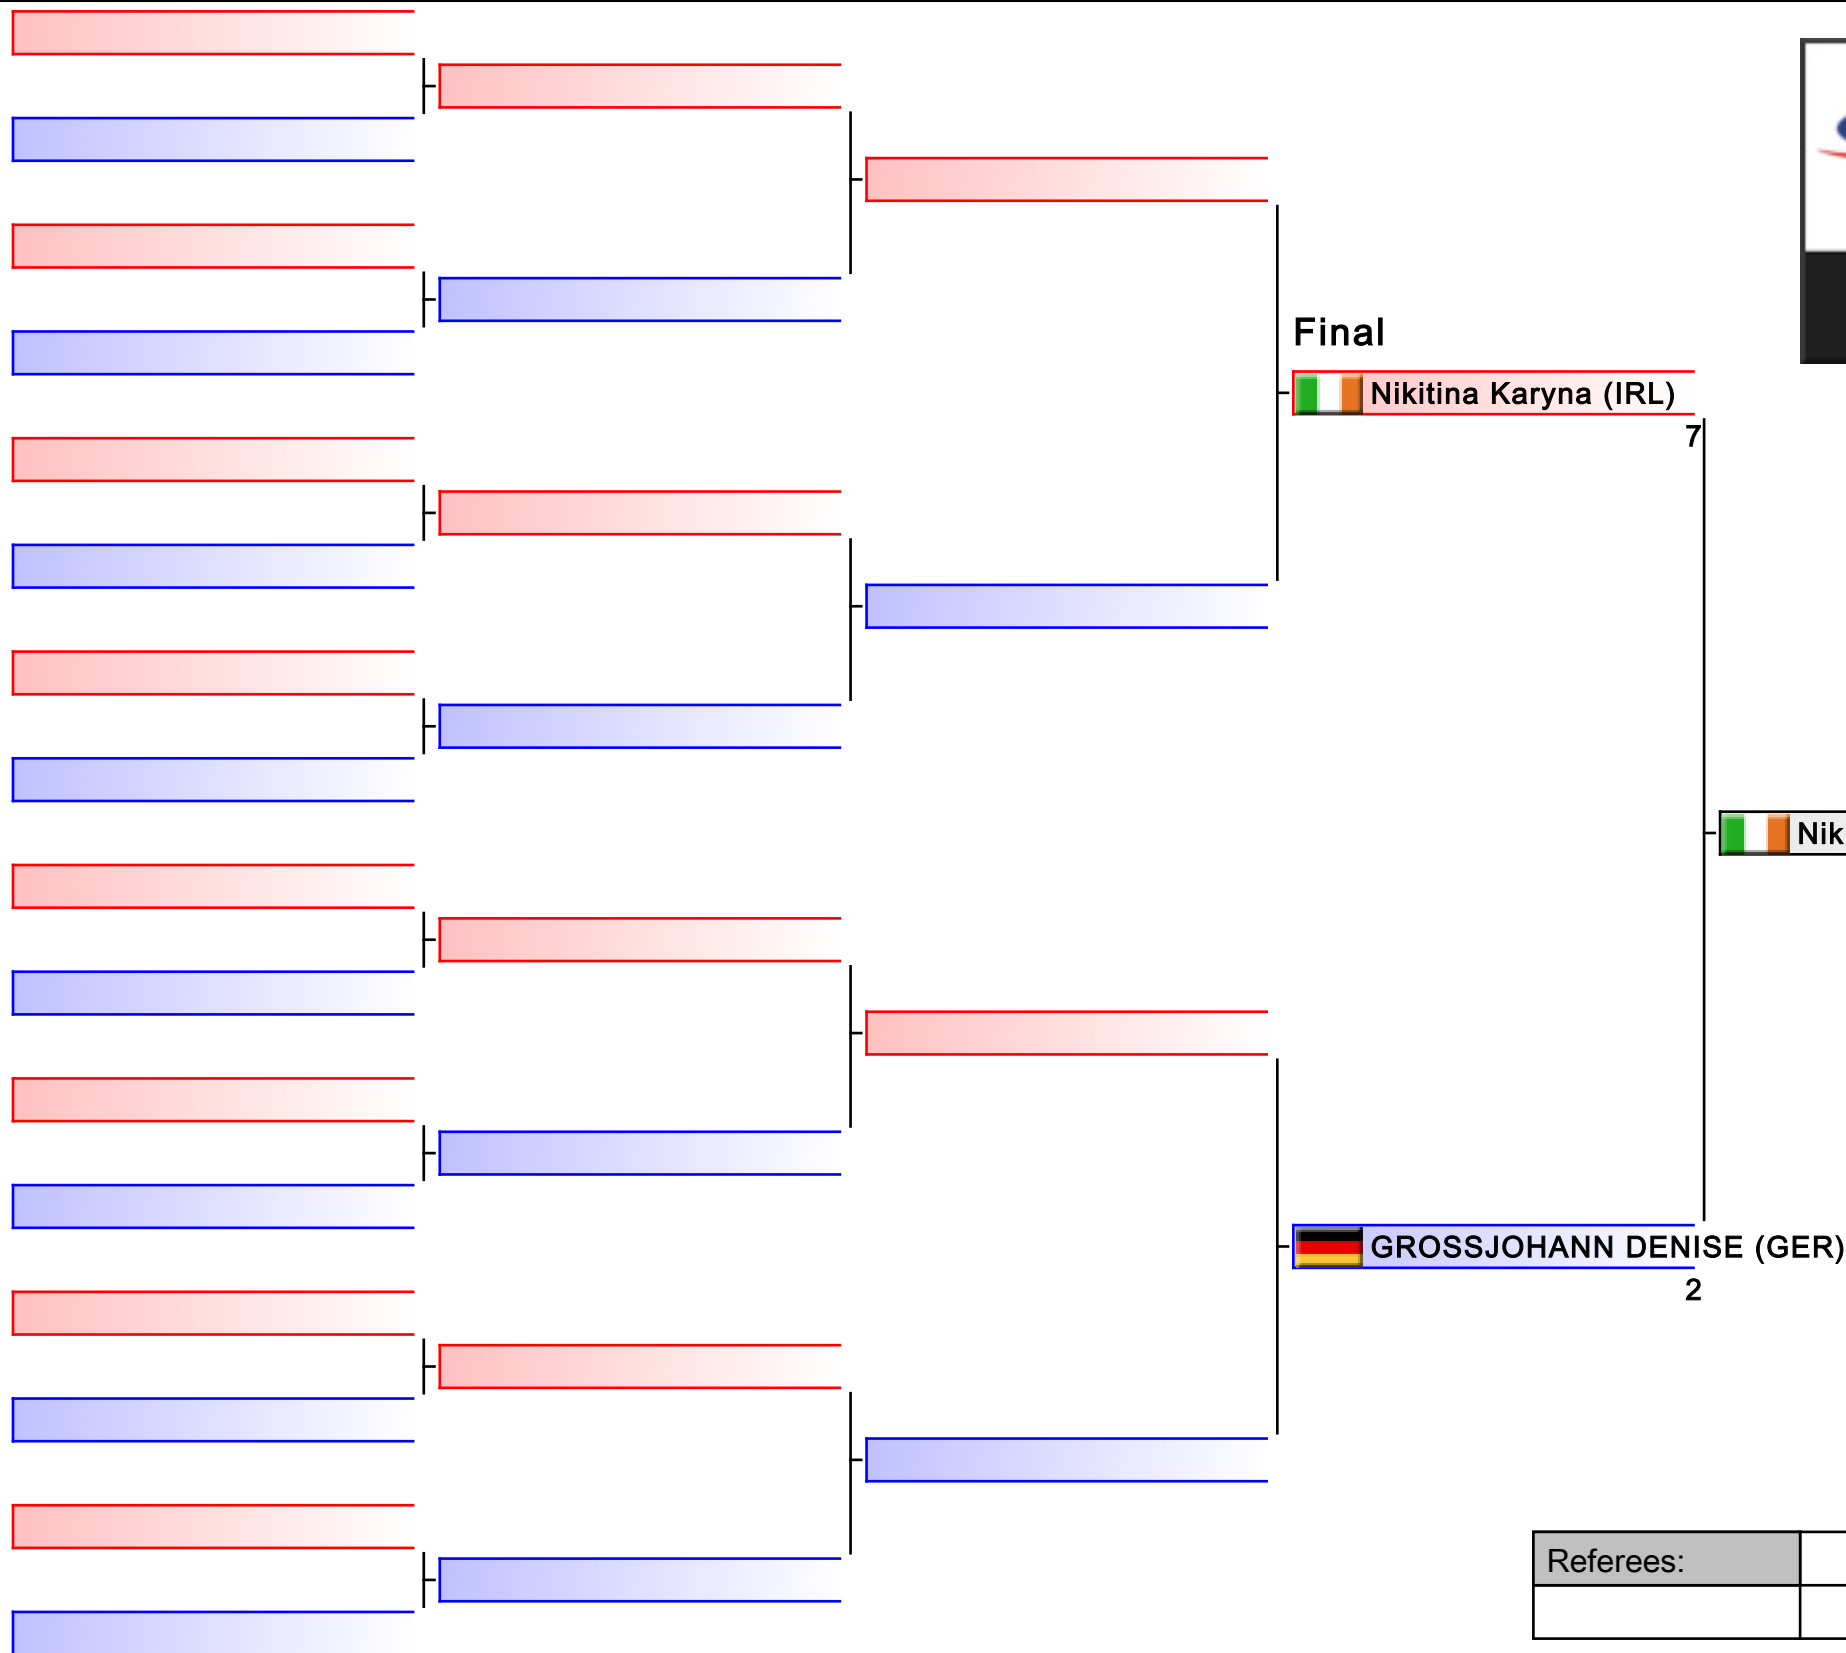 Final
Nikitina Karyna (IRL)
7
Nik
GROSSJOHANN DENISE (GER)
2
Referees: